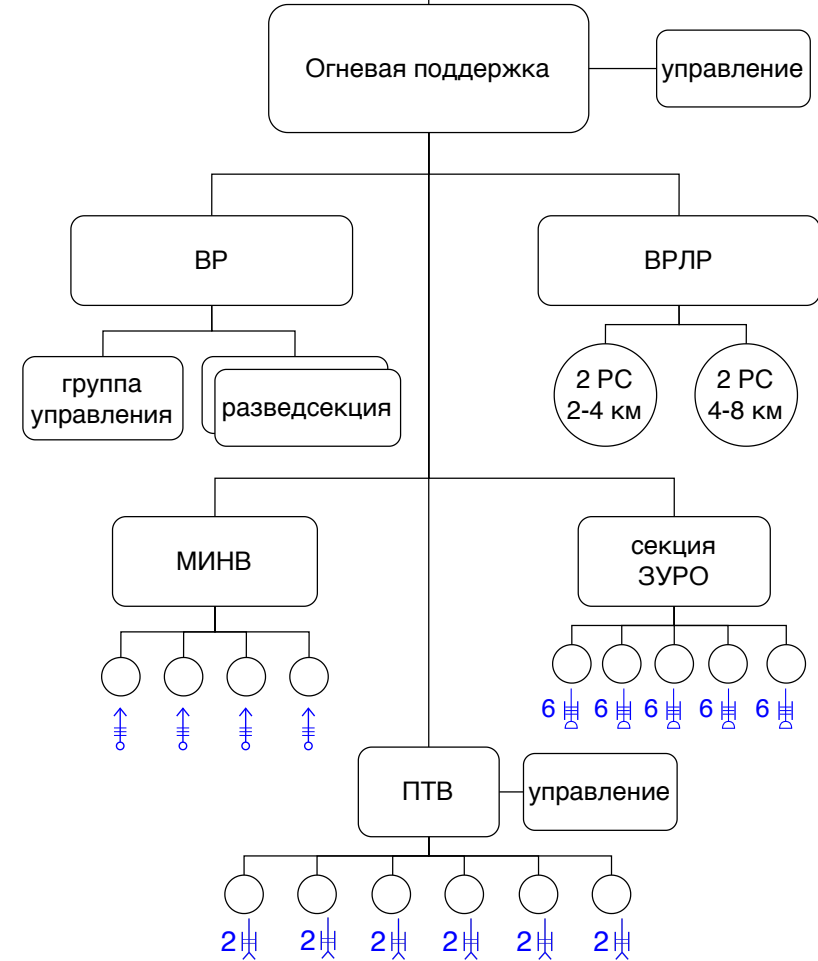 Огневая поддержка
управление
ВР
ВРЛР
группа
управления
разведсекция
2 РС
2-4 км
2 РС
4-8 км
МИНВ
секция
ЗУРО
6 6 6 6 6
ПТВ
управление
2 2 2 2 2 2